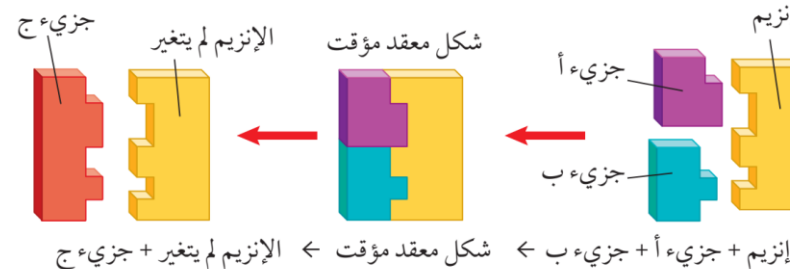 نزيم
جزيء أ
جزيء ب
شكل معقد مؤقت
الإنزيم لم يتغير
جزيء ج
إنزيم + جزيء أ + جزيء ب ← شكل معقد مؤقت ← الإنزيم لم يتغير + جزيء ج